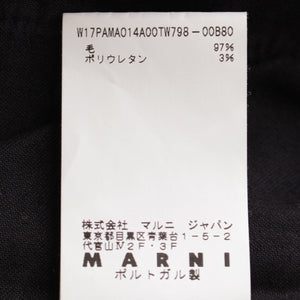 W17PAMA014A00TW798-00B80
毛 97%
ポリウレタン 3%
株式会社 マルニ ジャパン
東京都目黒区青葉台1-5-2
代官山Ⅳ2F・3F
MARNI
ポルトガル製